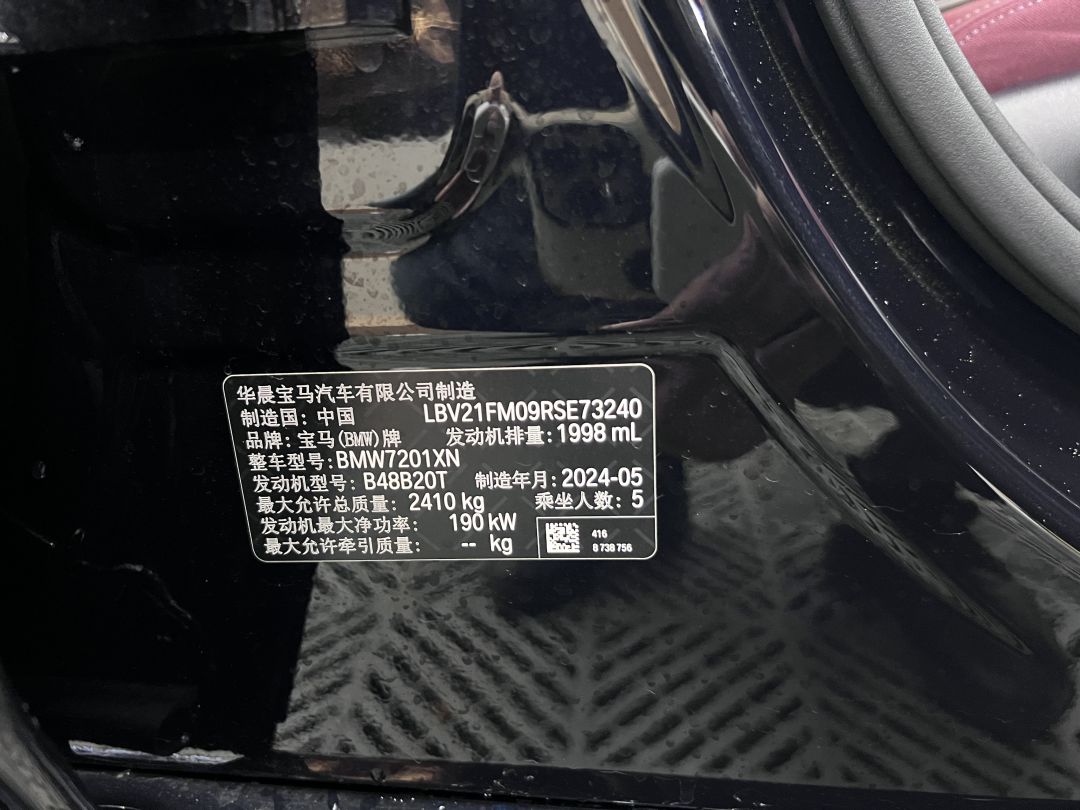 华晨宝马汽车有限公司制造
制造国: 中国 LBV21FM09RSE73240
品牌: 宝马(BMW)牌 发动机排量: 1998 mL
整车型号: BMW7201XN
发动机型号: B48B20T 制造年月: 2024-05
最大允许总质量: 2410 kg 乘坐人数: 5
发动机最大净功率: 190 kW
最大允许牵引质量: -- kg
416
8 738 756